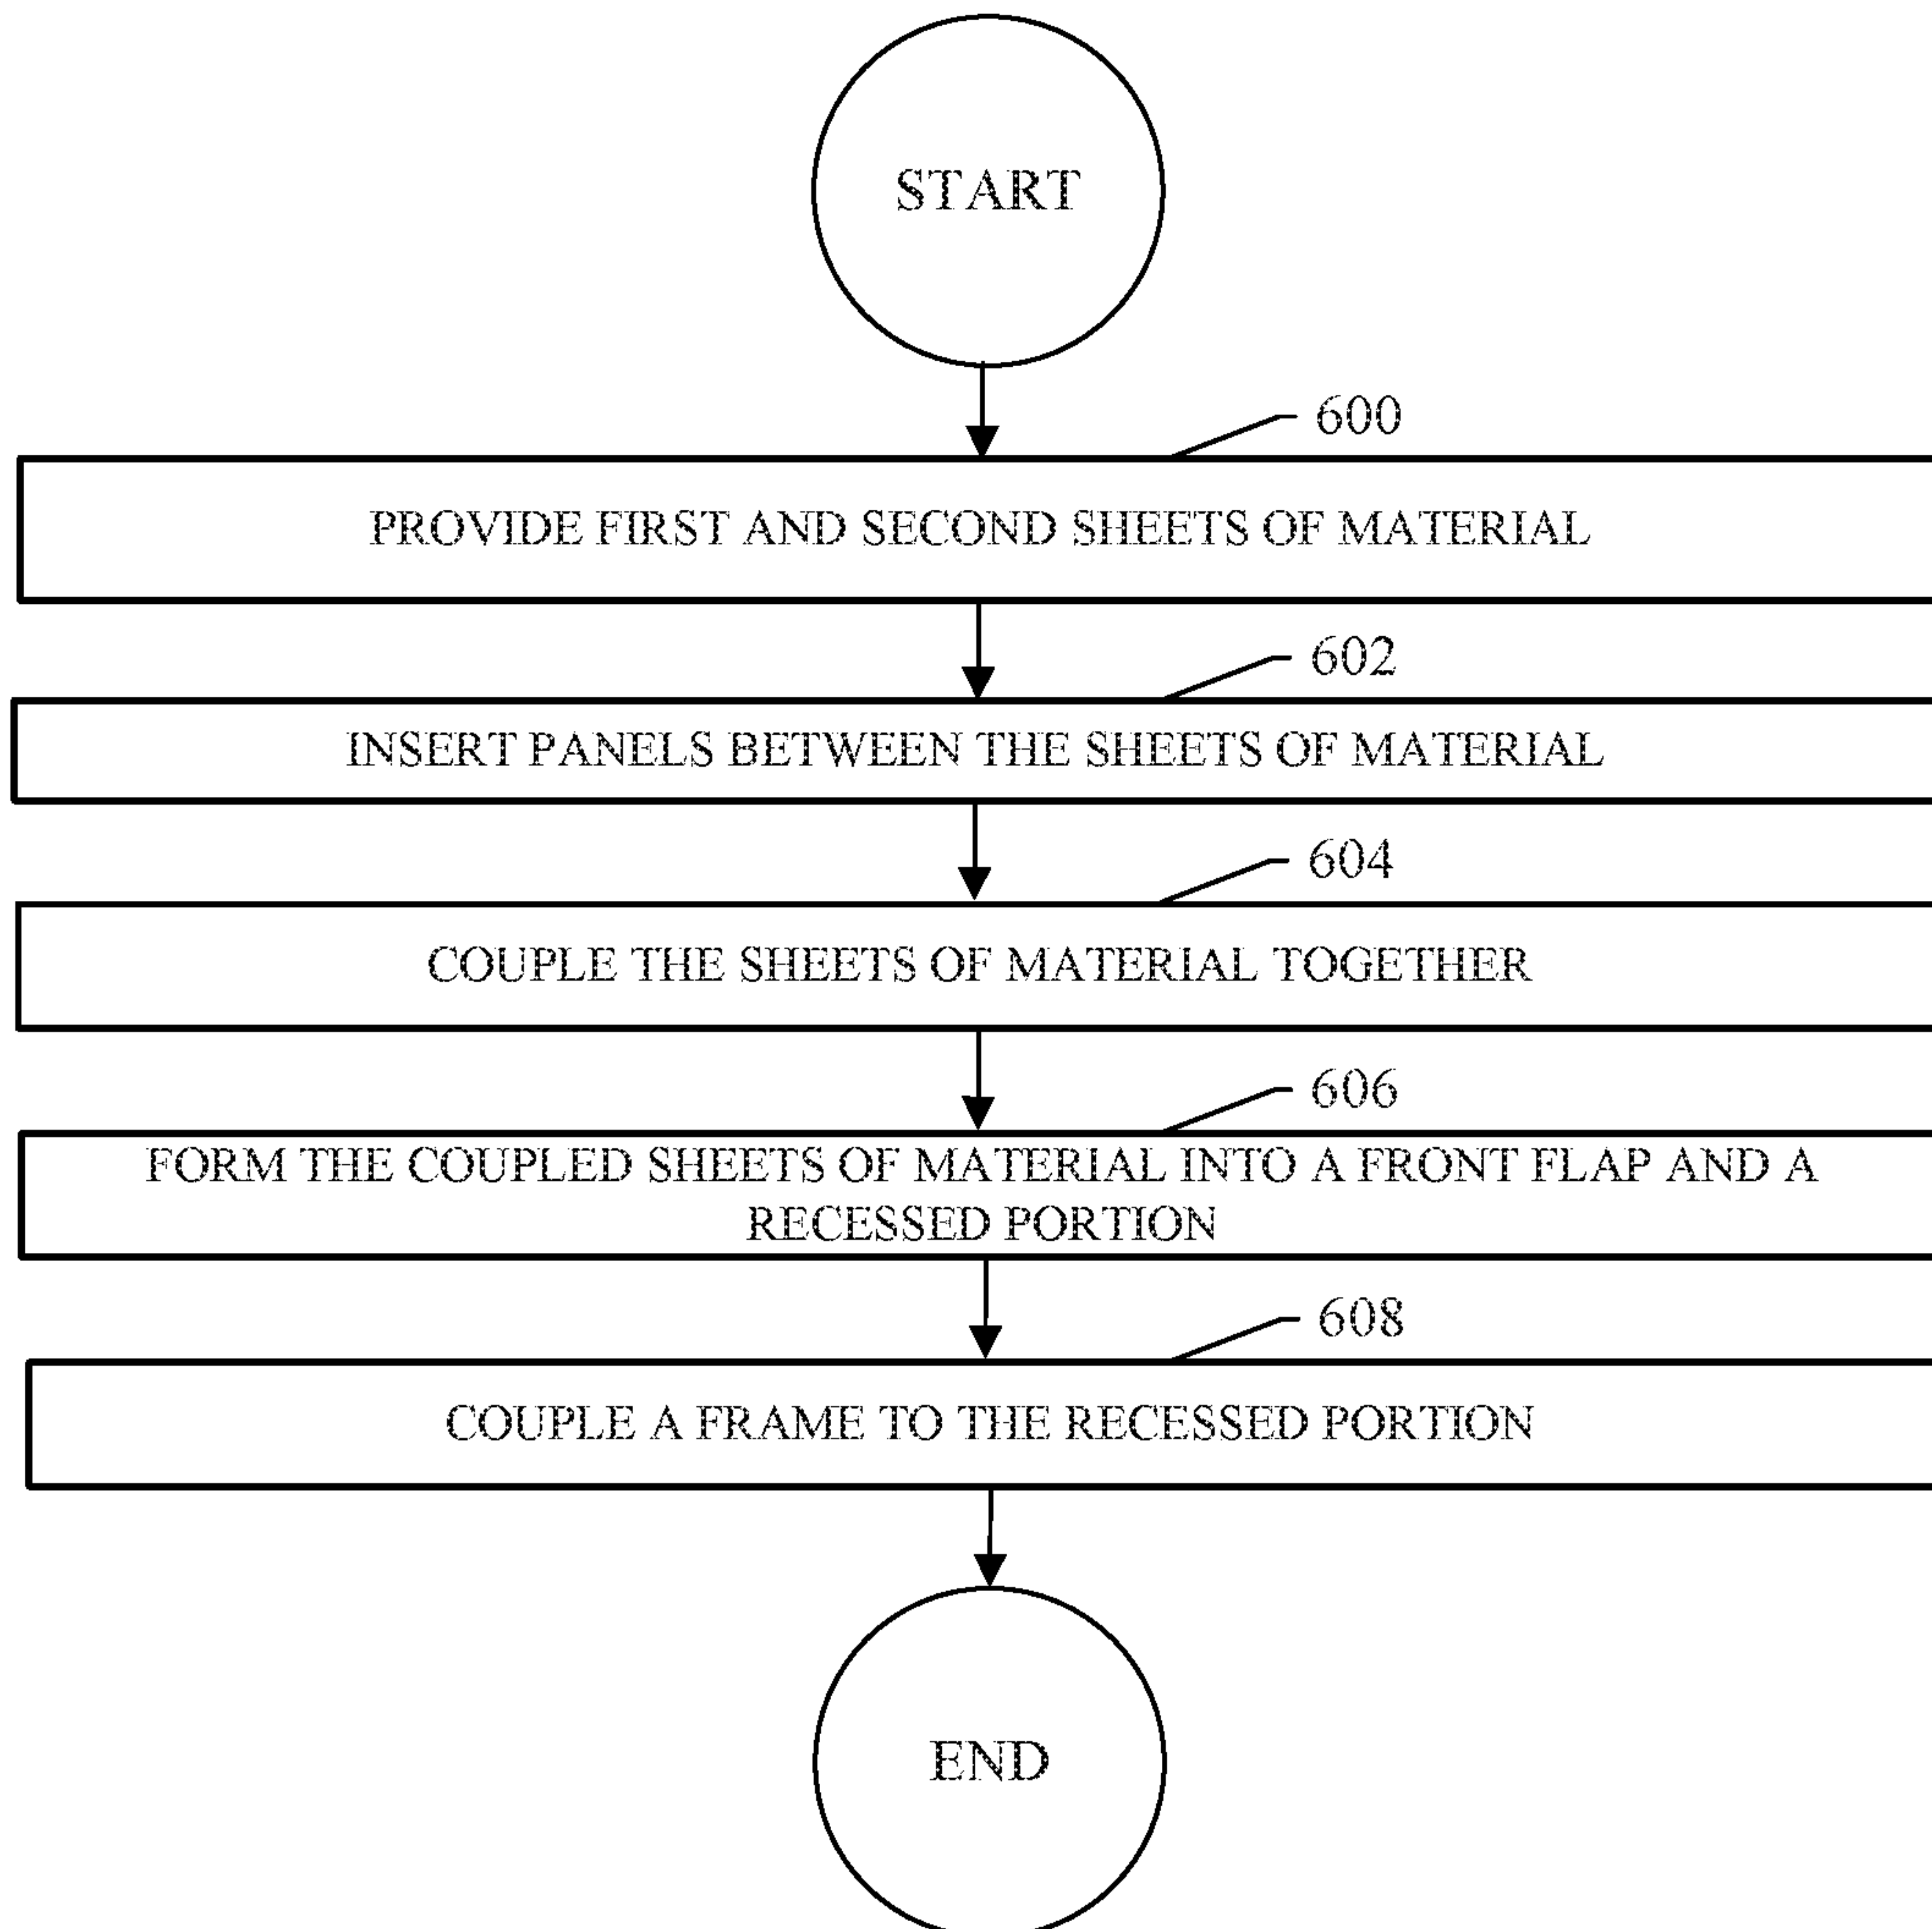 START
600
PROVIDE FIRST AND SECOND SHEETS OF MATERIAL
602
INSERT PANELS BETWEEN THE SHEETS OF MATERIAL
604
COUPLE THE SHEETS OF MATERIAL TOGETHER
606
FORM THE COUPLED SHEETS OF MATERIAL INTO A FRONT FLAP AND A
RECESSED PORTION
608
COUPLE A FRAME TO THE RECESSED PORTION
END